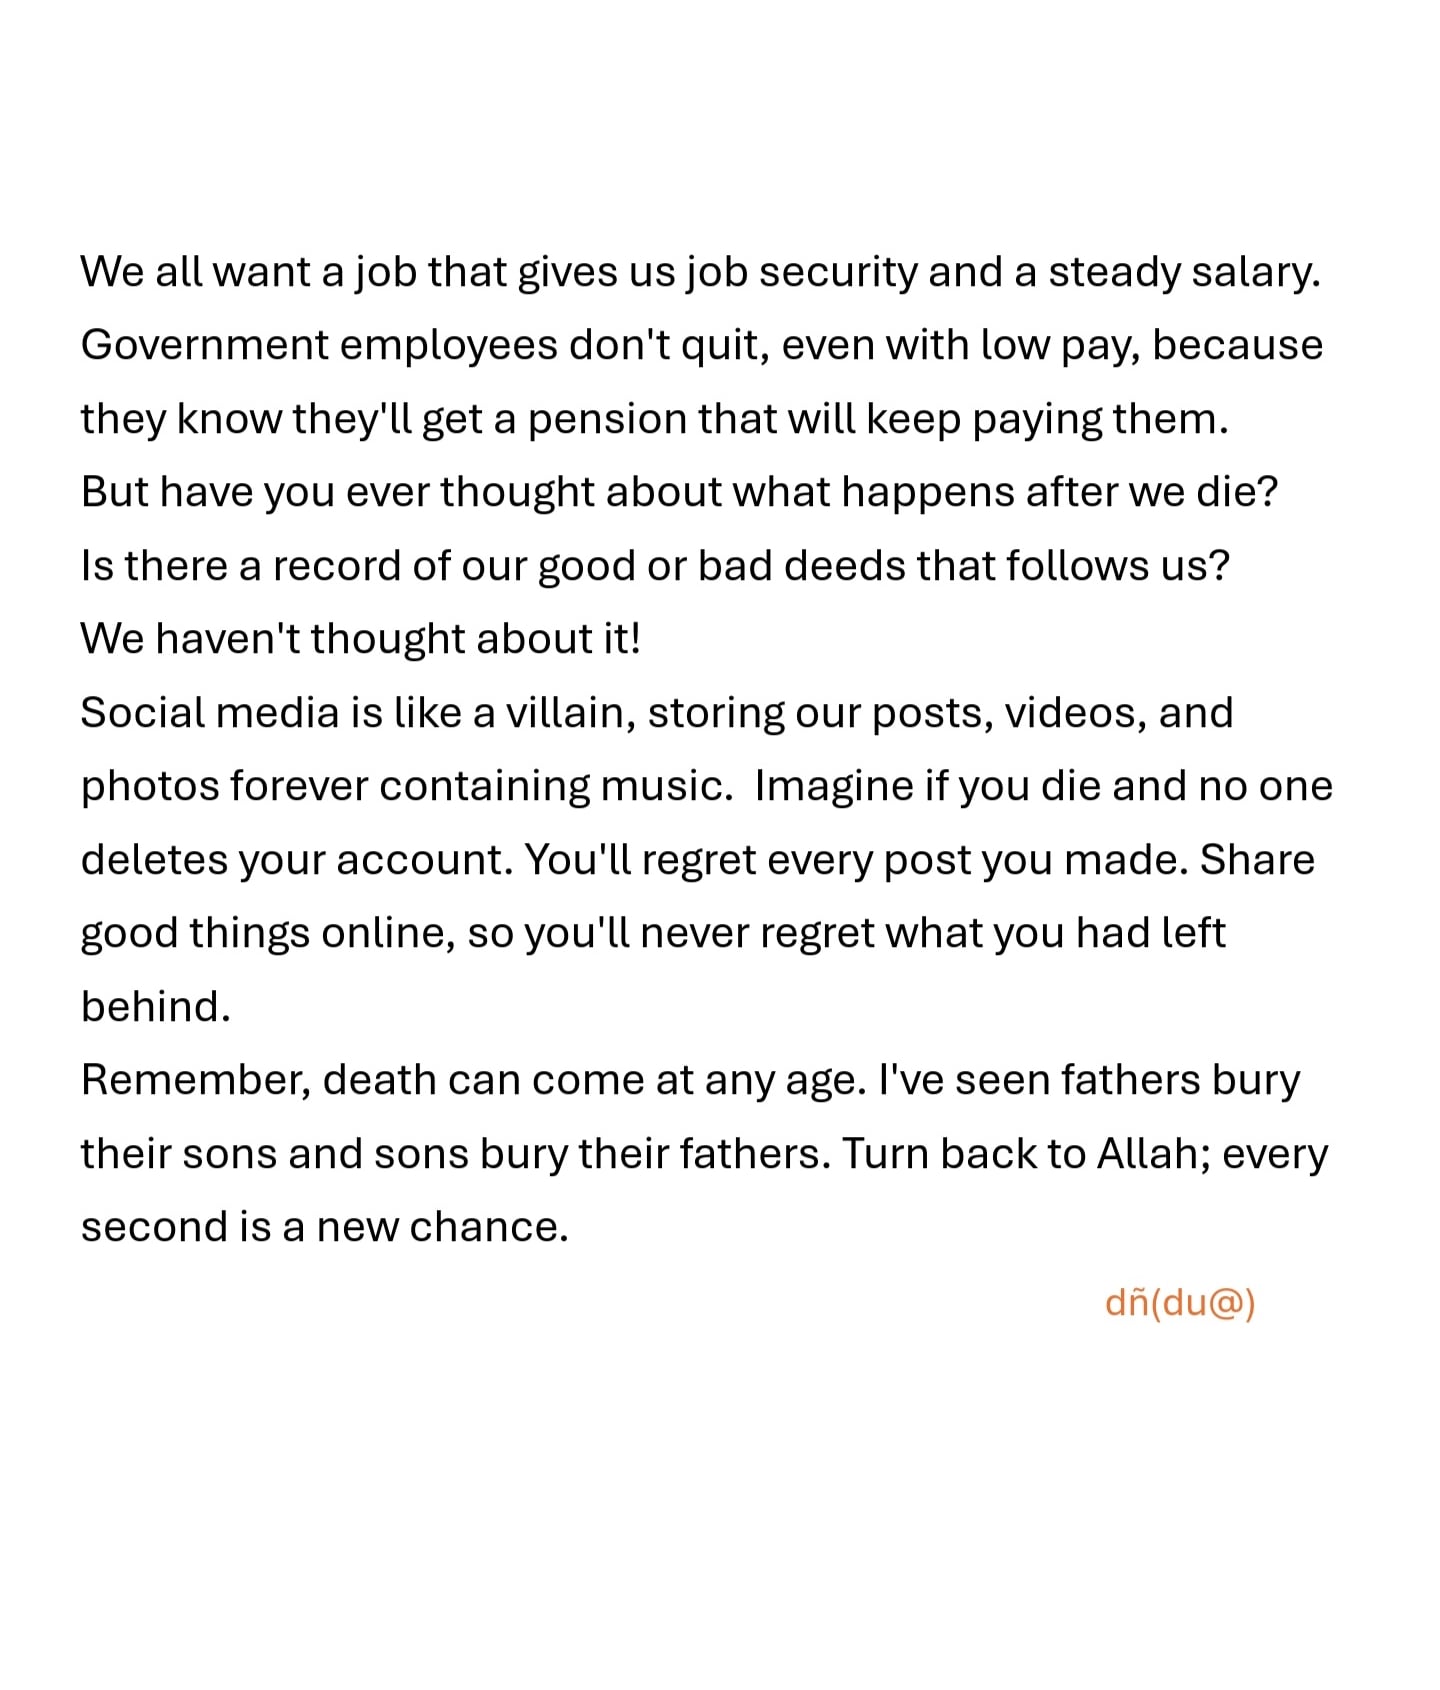 We all want a job that gives us job security and a steady salary.
Government employees don't quit, even with low pay, because
they know they'll get a pension that will keep paying them.
But have you ever thought about what happens after we die?
Is there a record of our good or bad deeds that follows us?
We haven't thought about it!
Social media is like a villain, storing our posts, videos, and
photos forever containing music.  Imagine if you die and no one
deletes your account. You'll regret every post you made. Share
good things online, so you'll never regret what you had left
behind.
Remember, death can come at any age. I've seen fathers bury
their sons and sons bury their fathers. Turn back to Allah; every
second is a new chance.
dñ(du@)